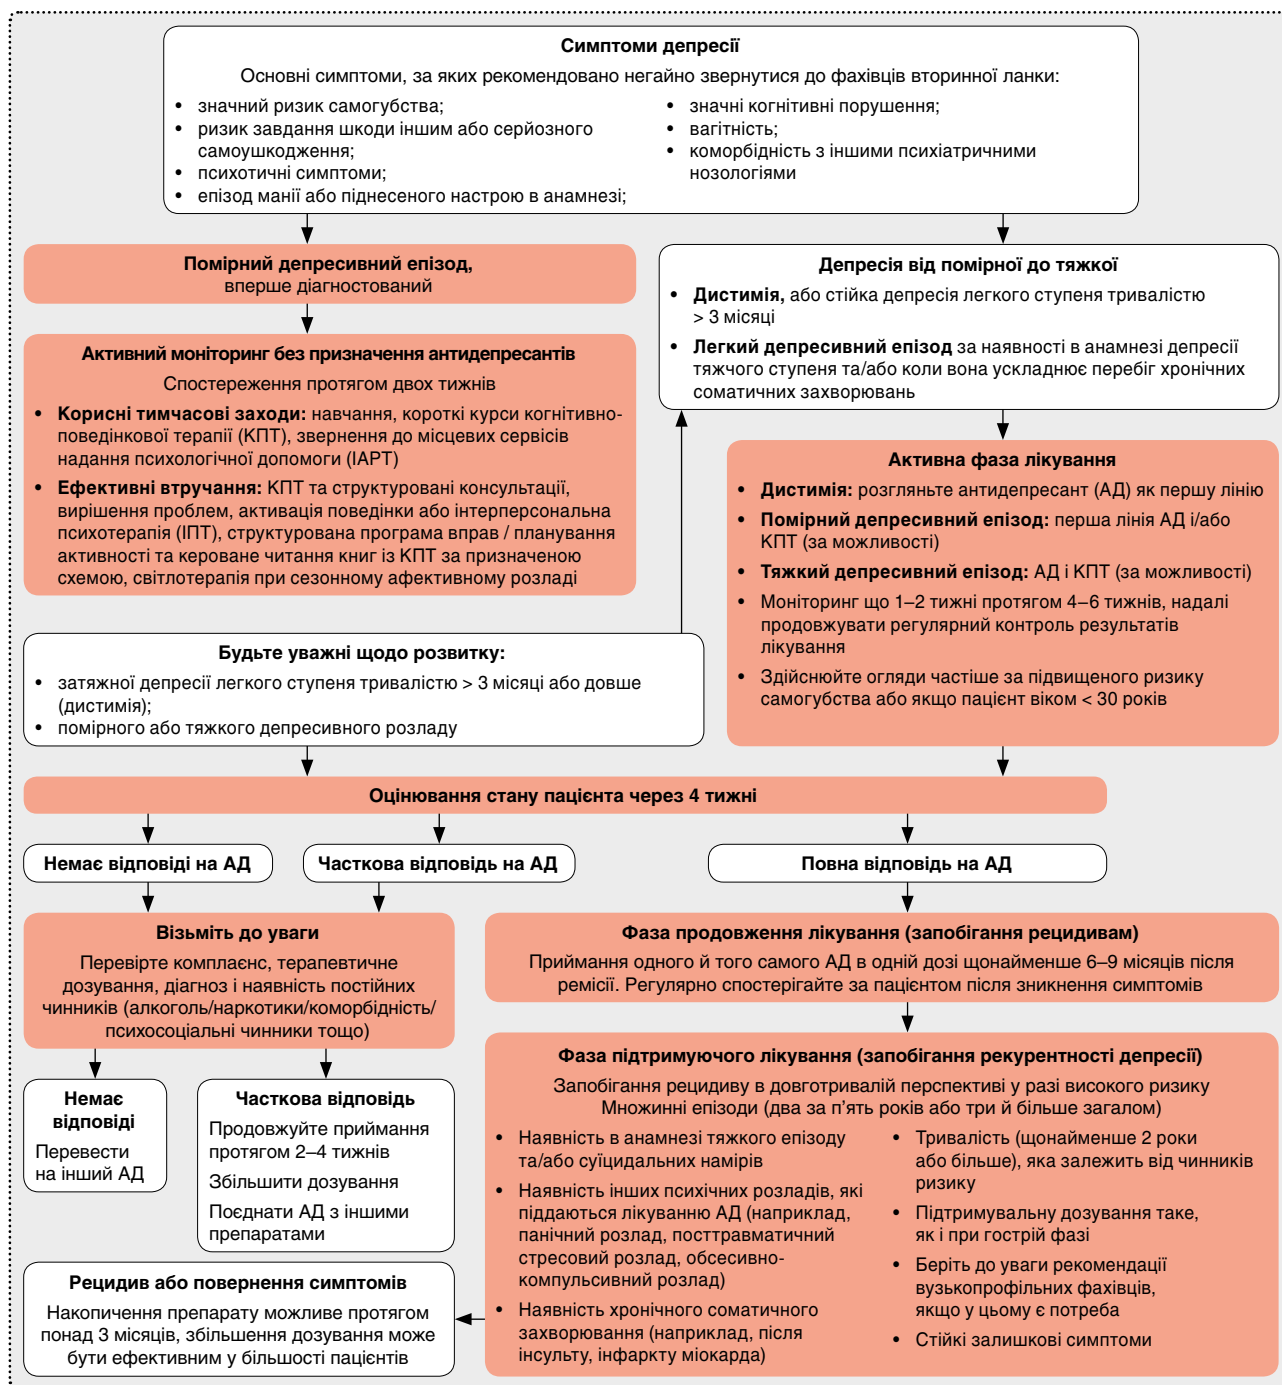 Симптоми депресії
Основні симптоми, за яких рекомендовано негайно звернутися до фахівців вторинної ланки:
• значний ризик самогубства;
• ризик завдання шкоди іншим або серйозного
самоушкодження;
• психотичні симптоми;
• епізод манії або піднесеного настрою в анамнезі;
• значні когнітивні порушення;
• вагітність;
• коморбідність з іншими психіатричними
нозологіями
Помірний депресивний епізод,
вперше діагностований
Активний моніторинг без призначення антидепресантів
Спостереження протягом двох тижнів
• Корисні тимчасові заходи: навчання, короткі курси когнітивно-
поведінкової терапії (КПТ), звернення до місцевих сервісів
надання психологічної допомоги (IAPT)
• Ефективні втручання: КПТ та структуровані консультації,
вирішення проблем, активація поведінки або інтерперсональна
психотерапія (ІПТ), структурована програма вправ / планування
активності та кероване читання книг із КПТ за призначеною
схемою, світлотерапія при сезонному афективному розладі
Депресія від помірної до тяжкої
• Дистимія, або стійка депресія легкого ступеня тривалістю
> 3 місяці
• Легкий депресивний епізод за наявності в анамнезі депресії
тяжчого ступеня та/або коли вона ускладнює перебіг хронічних
соматичних захворювань
Активна фаза лікування
• Дистимія: розгляньте антидепресант (АД) як першу лінію
• Помірний депресивний епізод: перша лінія АД і/або
КПТ (за можливості)
• Тяжкий депресивний епізод: АД і КПТ (за можливості)
• Моніторинг що 1–2 тижні протягом 4–6 тижнів, надалі
продовжувати регулярний контроль результатів
лікування
• Здійснюйте огляди частіше за підвищеного ризику
самогубства або якщо пацієнт віком < 30 років
Будьте уважні щодо розвитку:
• затяжної депресії легкого ступеня тривалістю > 3 місяці або довше
(дистимія);
• помірного або тяжкого депресивного розладу
Оцінювання стану пацієнта через 4 тижні
Немає відповіді на АД
Часткова відповідь на АД
Повна відповідь на АД
Візьміть до уваги
Перевірте комплаєнс, терапевтичне
дозування, діагноз і наявність постійних
чинників (алкоголь/наркотики/коморбідність/
психосоціальні чинники тощо)
Немає
відповіді
Перевести
на інший АД
Часткова відповідь
Продовжуйте приймання
протягом 2–4 тижнів
Збільшити дозування
Поєднати АД з іншими
препаратами
Фаза продовження лікування (запобігання рецидивам)
Приймання одного й того самого АД в одній дозі щонайменше 6–9 місяців після
ремісії. Регулярно спостерігайте за пацієнтом після зникнення симптомів
Фаза підтримуючого лікування (запобігання рекурентності депресії)
Запобігання рецидиву в довготривалій перспективі у разі високого ризику
Множинні епізоди (два за п’ять років або три й більше загалом)
• Наявність в анамнезі тяжкого епізоду
та/або суїцидальних намірів
• Наявність інших психічних розладів, які
піддаються лікуванню АД (наприклад,
панічний розлад, посттравматичний
стресовий розлад, обсесивно-
компульсивний розлад)
• Наявність хронічного соматичного
захворювання (наприклад, після
інсульту, інфаркту міокарда)
• Тривалість (щонайменше 2 роки
або більше), яка залежить від чинників
ризику
• Підтримувальну дозування таке,
як і при гострій фазі
• Беріть до уваги рекомендації
вузькопрофільних фахівців,
якщо у цьому є потреба
• Стійкі залишкові симптоми
Рецидив або повернення симптомів
Накопичення препарату можливе протягом
понад 3 місяців, збільшення дозування може
бути ефективним у більшості пацієнтів